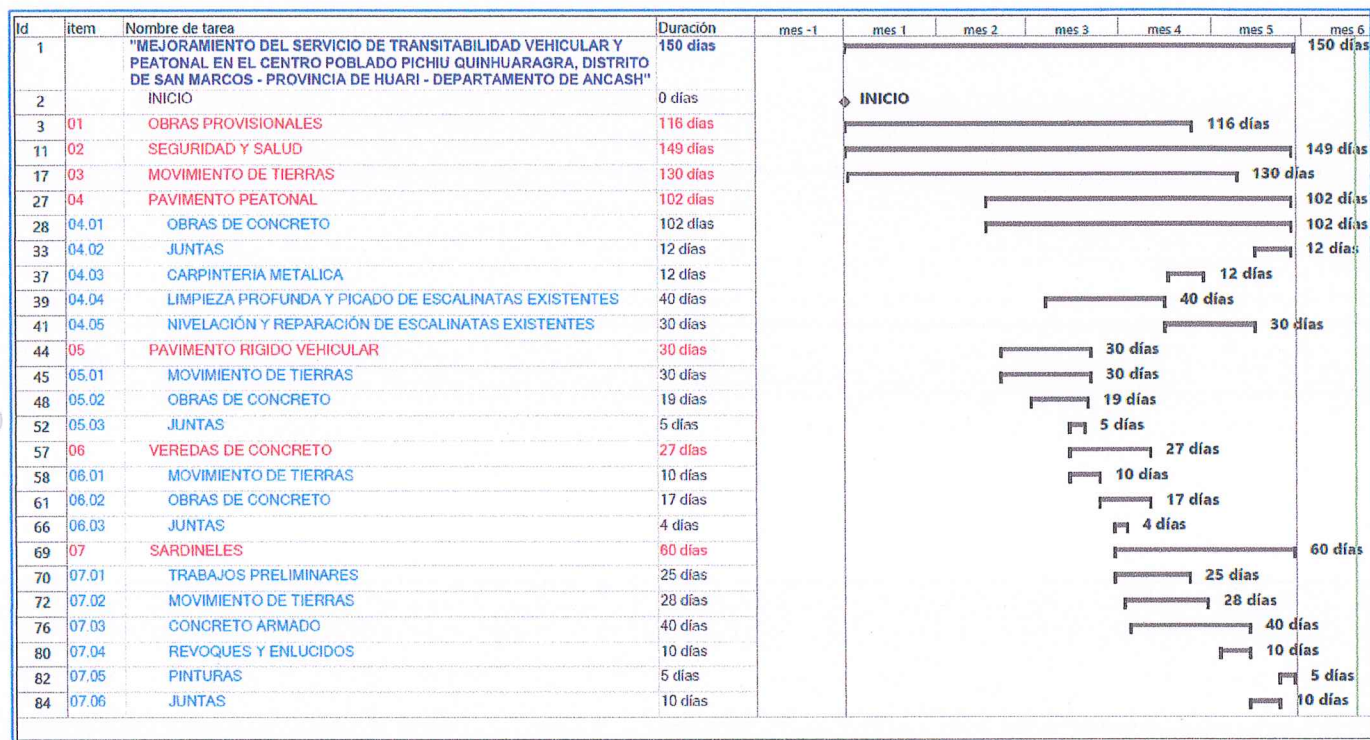 Id item Nombre de tarea Duración mes -1 mes 1 mes 2 mes 3 mes 4 mes 5 mes 6
1 "MEJORAMIENTO DEL SERVICIO DE TRANSITABILIDAD VEHICULAR Y 150 días 150 días
PEATONAL EN EL CENTRO POBLADO PICHIU QUINHUARAGRA, DISTRITO
DE SAN MARCOS - PROVINCIA DE HUARI - DEPARTAMENTO DE ANCASH"
2 INICIO 0 días INICIO
3 01 OBRAS PROVISIONALES 116 días 116 días
11 02 SEGURIDAD Y SALUD 149 días 149 días
17 03 MOVIMIENTO DE TIERRAS 130 días 130 días
27 04 PAVIMENTO PEATONAL 102 días 102 días
28 04.01 OBRAS DE CONCRETO 102 días 102 días
33 04.02 JUNTAS 12 días 12 días
37 04.03 CARPINTERIA METALICA 12 días 12 días
39 04.04 LIMPIEZA PROFUNDA Y PICADO DE ESCALINATAS EXISTENTES 40 días 40 días
41 04.05 NIVELACIÓN Y REPARACIÓN DE ESCALINATAS EXISTENTES 30 días 30 días
44 05 PAVIMENTO RIGIDO VEHICULAR 30 días 30 días
45 05.01 MOVIMIENTO DE TIERRAS 30 días 30 días
48 05.02 OBRAS DE CONCRETO 19 días 19 días
52 05.03 JUNTAS 5 días 5 días
57 06 VEREDAS DE CONCRETO 27 días 27 días
58 06.01 MOVIMIENTO DE TIERRAS 10 días 10 días
61 06.02 OBRAS DE CONCRETO 17 días 17 días
66 06.03 JUNTAS 4 días 4 días
69 07 SARDINELES 60 días 60 días
70 07.01 TRABAJOS PRELIMINARES 25 días 25 días
72 07.02 MOVIMIENTO DE TIERRAS 28 días 28 días
76 07.03 CONCRETO ARMADO 40 días 40 días
80 07.04 REVOQUES Y ENLUCIDOS 10 días 10 días
82 07.05 PINTURAS 5 días 5 días
84 07.06 JUNTAS 10 días 10 días